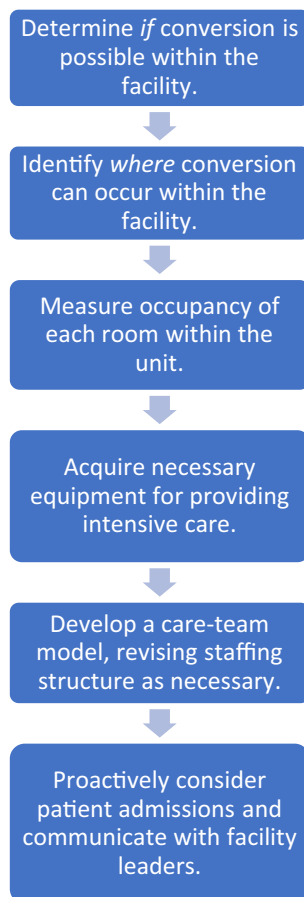 Determine if conversion is
possible within the
facility.
Identify where conversion
can occur within the
facility.
Measure occupancy of
each room within the
unit.
Acquire necessary
equipment for providing
intensive care.
Develop a care-team
model, revising staffing
structure as necessary.
Proactively consider
patient admissions and
communicate with facility
leaders.